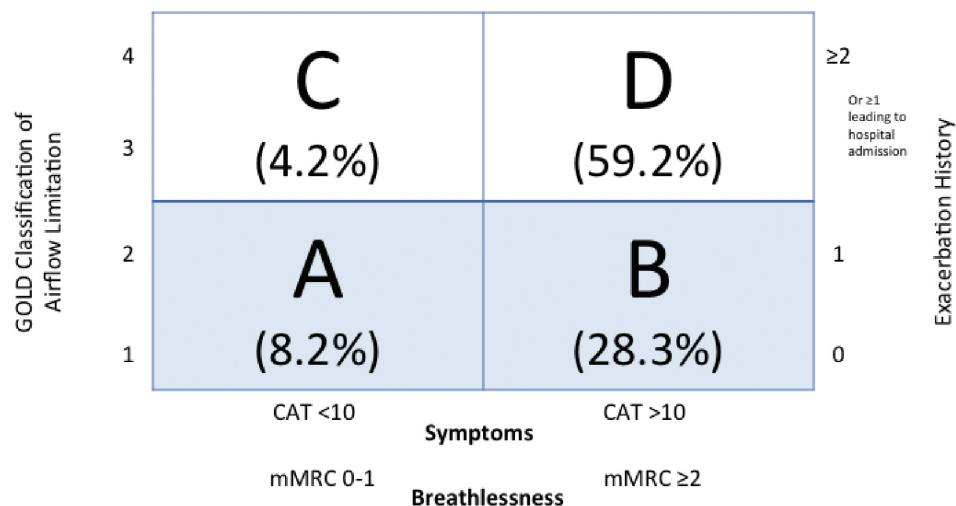 4
C
D
≥2
Or ≥1
leading to
hospital
admission
3
(4.2%)
(59.2%)
GOLD Classification of
Airflow Limitation
Exacerbation History
2
A
B
1
1
(8.2%)
(28.3%)
0
CAT <10
CAT >10
Symptoms
mMRC 0-1
mMRC ≥2
Breathlessness